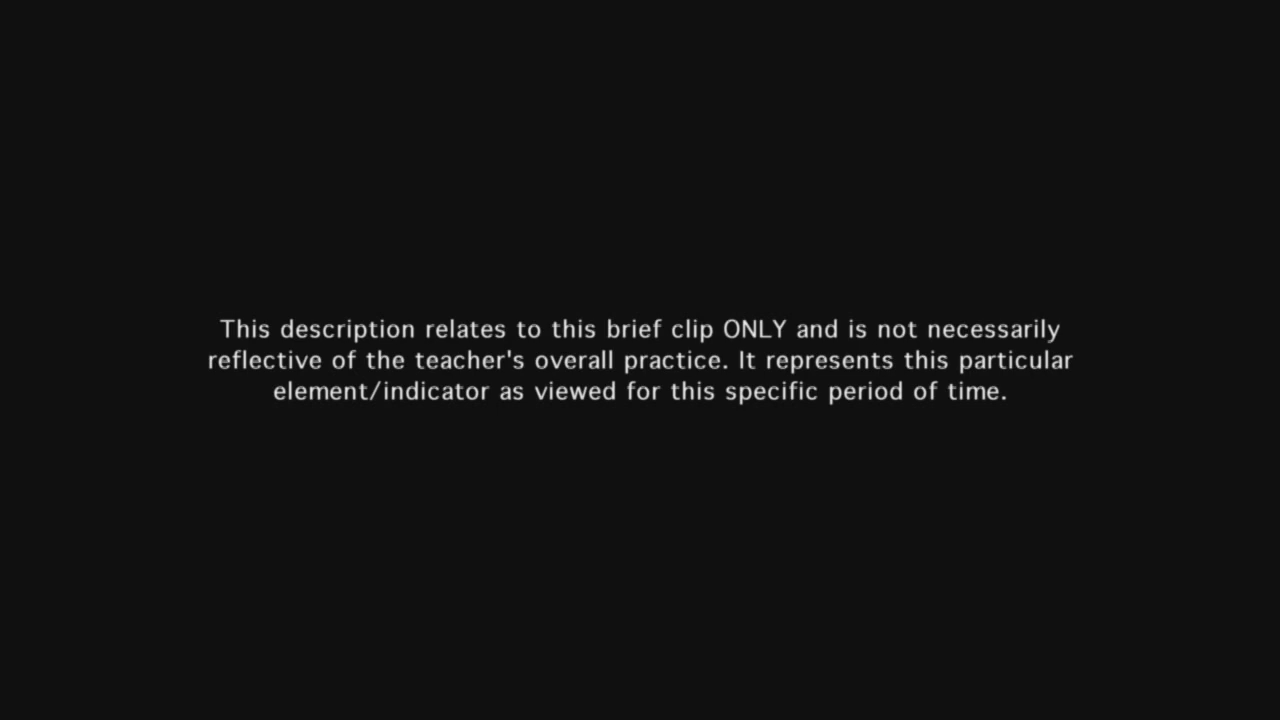 This description relates to this brief clip ONLY and is not necessarily
reflective of the teacher's overall practice. It represents this particular
element/indicator as viewed for this specific period of time.